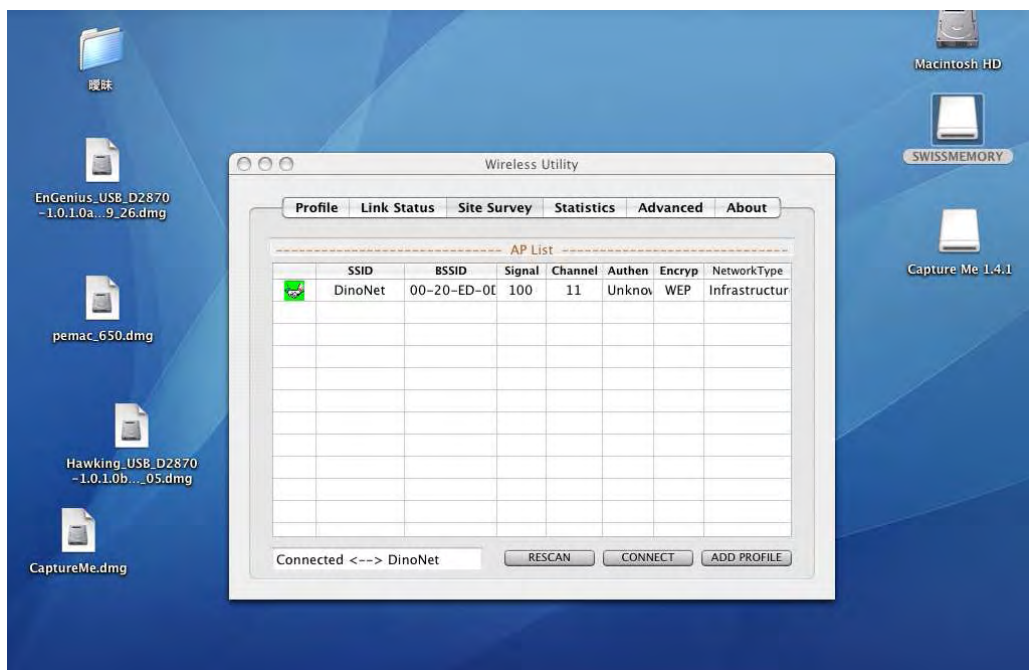 曖昧
EnGenius_USB_D2870
-1.0.1.0a...9_26.dmg
pemac_650.dmg
Hawking_USB_D2870
-1.0.1.0b..._05.dmg
CaptureMe.dmg
Macintosh HD
SWISSMEMORY
Capture Me 1.4.1
Wireless Utility
Profile Link Status Site Survey Statistics Advanced About
AP List
SSID BSSID Signal Channel Authen Encryp NetworkType
DinoNet 00-20-ED-0D 100 11 Unknow WEP Infrastructur
Connected <--> DinoNet RESCAN CONNECT ADD PROFILE